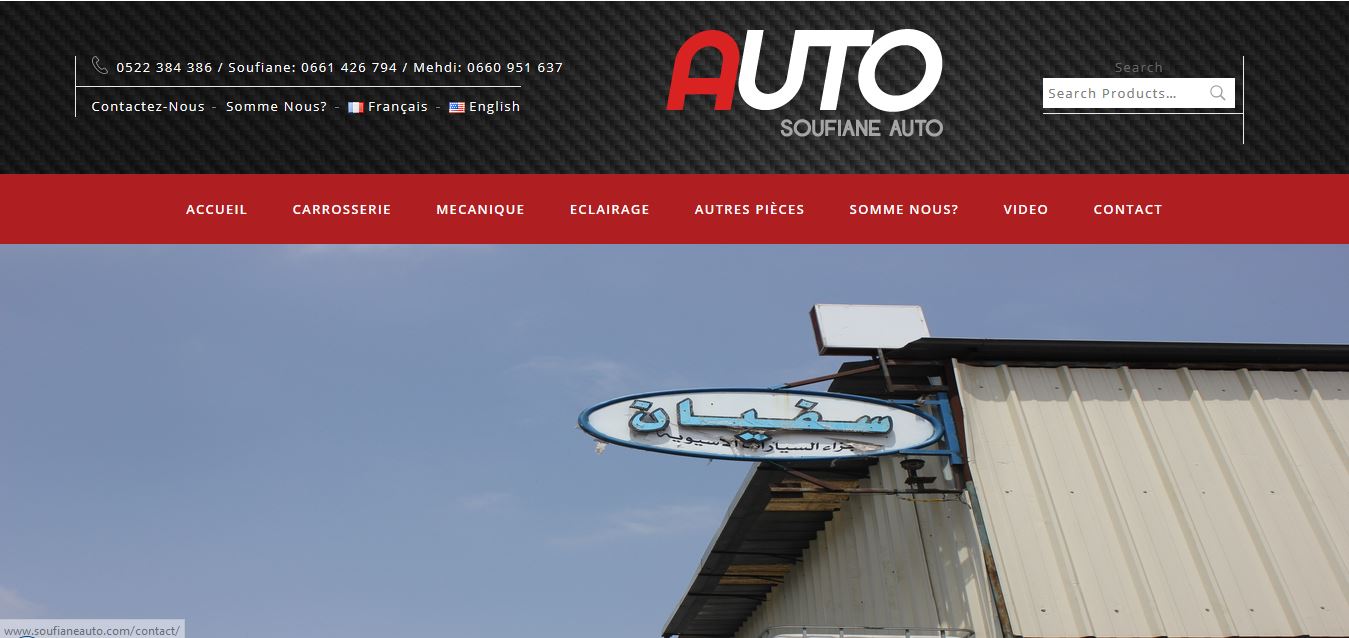 0522 384 386 / Soufiane: 0661 426 794 / Mehdi: 0660 951 637
Contactez-Nous - Somme Nous? - Français - English
AUTO
SOUFIANE AUTO
Search
Search Products...
ACCUEIL CARROSSERIE MECANIQUE ECLAIRAGE AUTRES PIÈCES SOMME NOUS? VIDEO CONTACT
سفيان
السيارات الاسيوية
www.soufianeauto.com/contact/